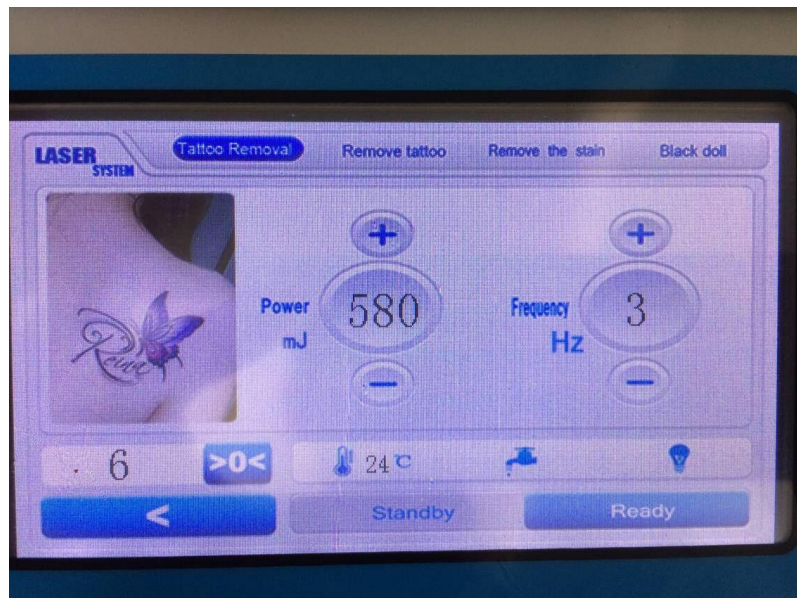 LASER
SYSTEM
Tattoo Removal
Remove tattoo
Remove the stain
Black doll
Reina
Power
mJ
+
580
−
Frequency
Hz
+
3
−
6
>0<
24℃
<
Standby
Ready